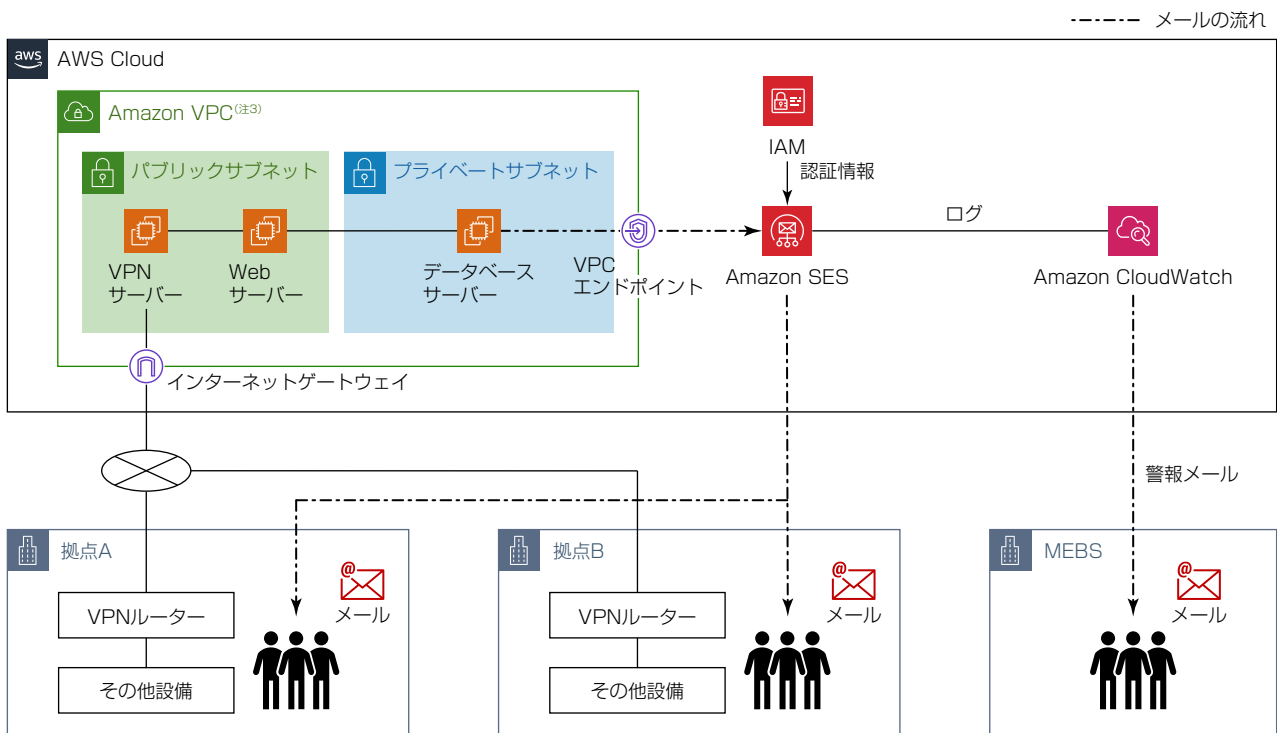 メールの流れ
aws
AWS Cloud
Amazon VPC(注3)
IAM
認証情報
パブリックサブネット
プライベートサブネット
ログ
VPN
サーバー
Web
サーバー
データベース
サーバー
VPC
エンドポイント
Amazon SES
Amazon CloudWatch
インターネットゲートウェイ
警報メール
拠点A
@
メール
VPNルーター
その他設備
拠点B
@
メール
VPNルーター
その他設備
MEBS
@
メール